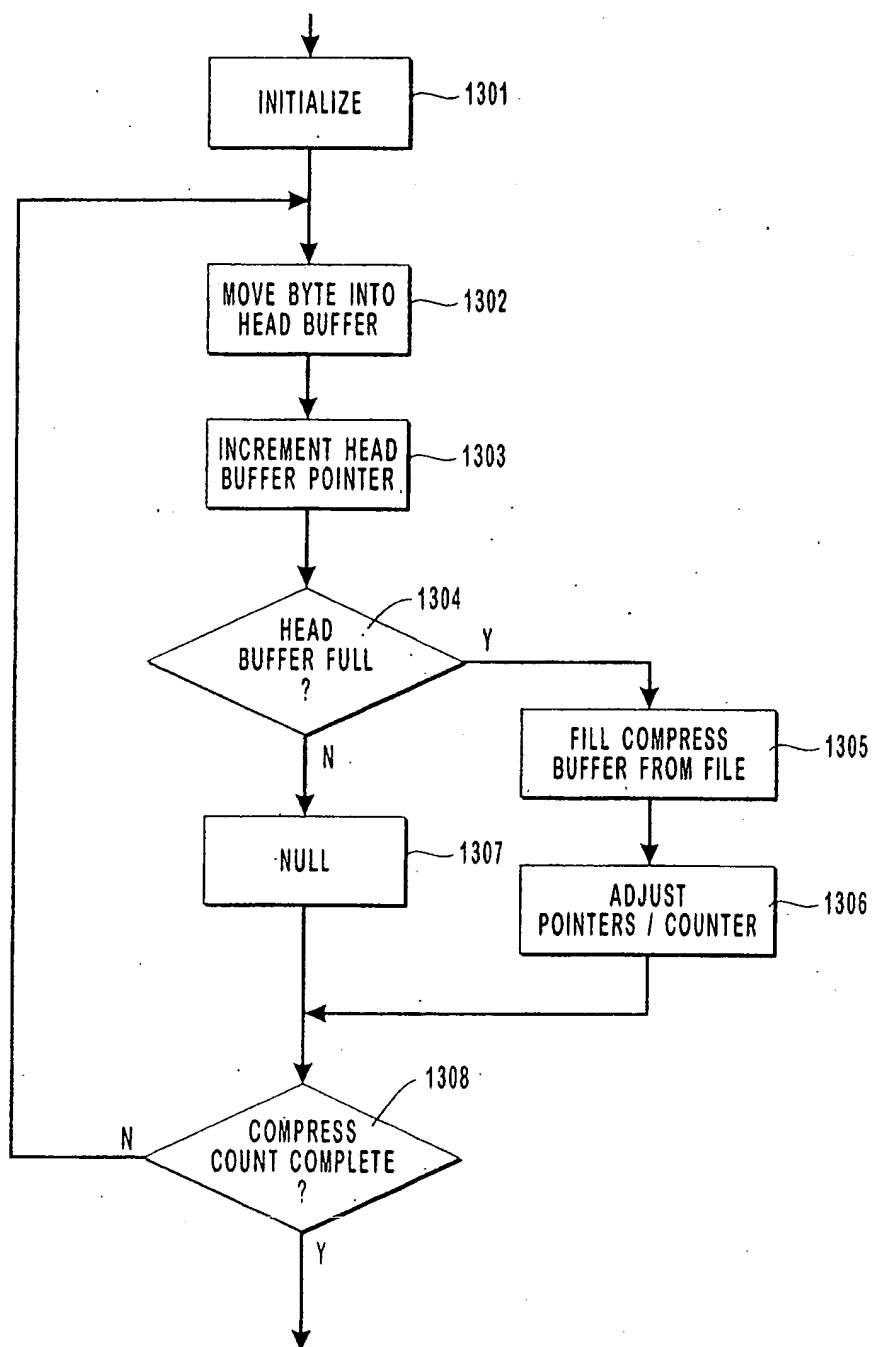 INITIALIZE
1301
MOVE BYTE INTO
HEAD BUFFER
1302
INCREMENT HEAD
BUFFER POINTER
1303
1304
HEAD
BUFFER FULL
?
Y
N
FILL COMPRESS
BUFFER FROM FILE
1305
NULL
1307
ADJUST
POINTERS / COUNTER
1306
1308
COMPRESS
COUNT COMPLETE
?
N
Y